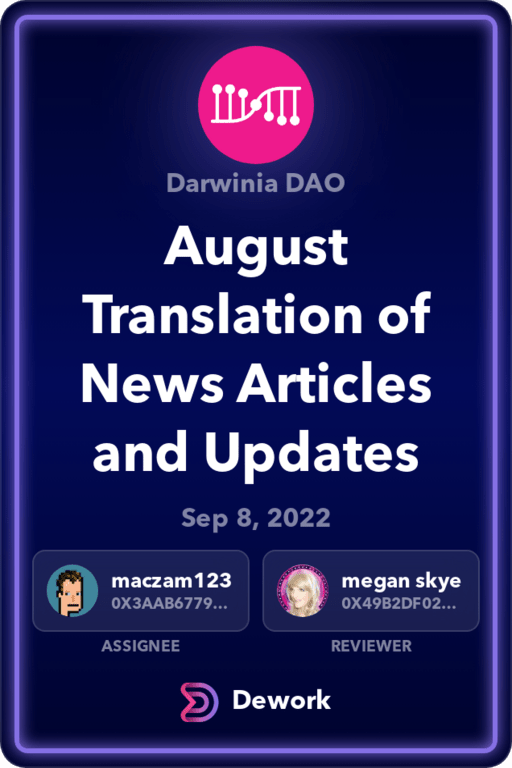 Darwinia DAO
August
Translation of
News Articles
and Updates
Sep 8, 2022
maczam123
0X3AAB6779...
ASSIGNEE
megan skye
0X49B2DF02...
REVIEWER
Dework